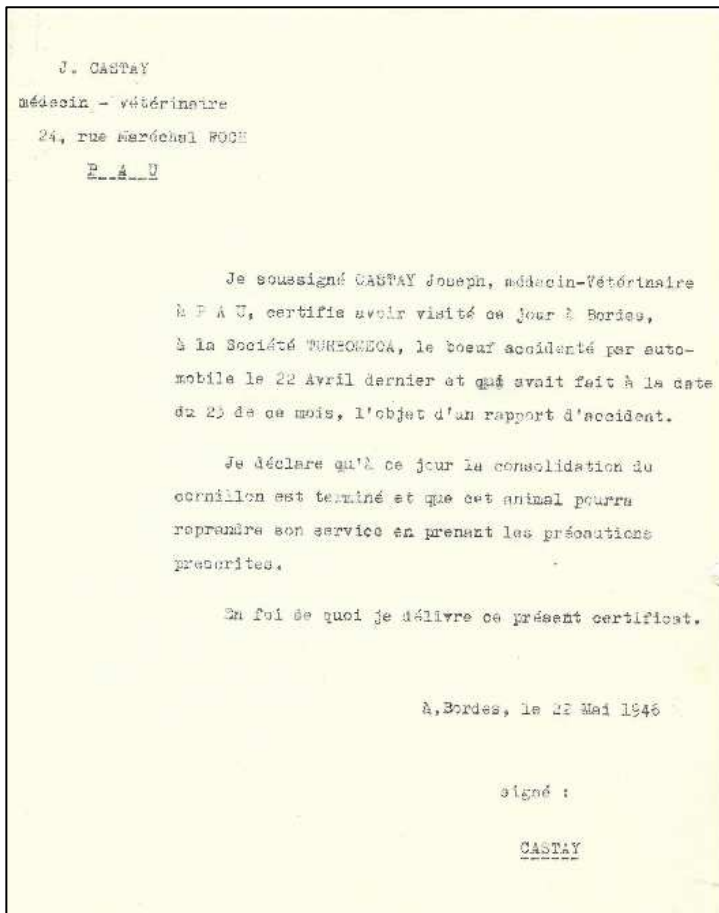 J. CASTAY
médecin - vétérinaire
24, rue Maréchal FOCH
P A U
Je soussigné CASTAY Joseph, médecin-Vétérinaire
à P A U, certifie avoir visité ce jour à Bordes,
à la Société TURBOMECA, le boeuf accidenté par auto-
mobile le 22 Avril dernier et qui avait fait à la date
du 23 de ce mois, l'objet d'un rapport d'accident.
Je déclare qu'à ce jour la consolidation du
cornillon est terminé et que cet animal pourra
reprendre son service en prenant les précautions
prescrites.
En foi de quoi je délivre ce présent certificat.
à,Bordes, le 22 Mai 1946
signé :
CASTAY